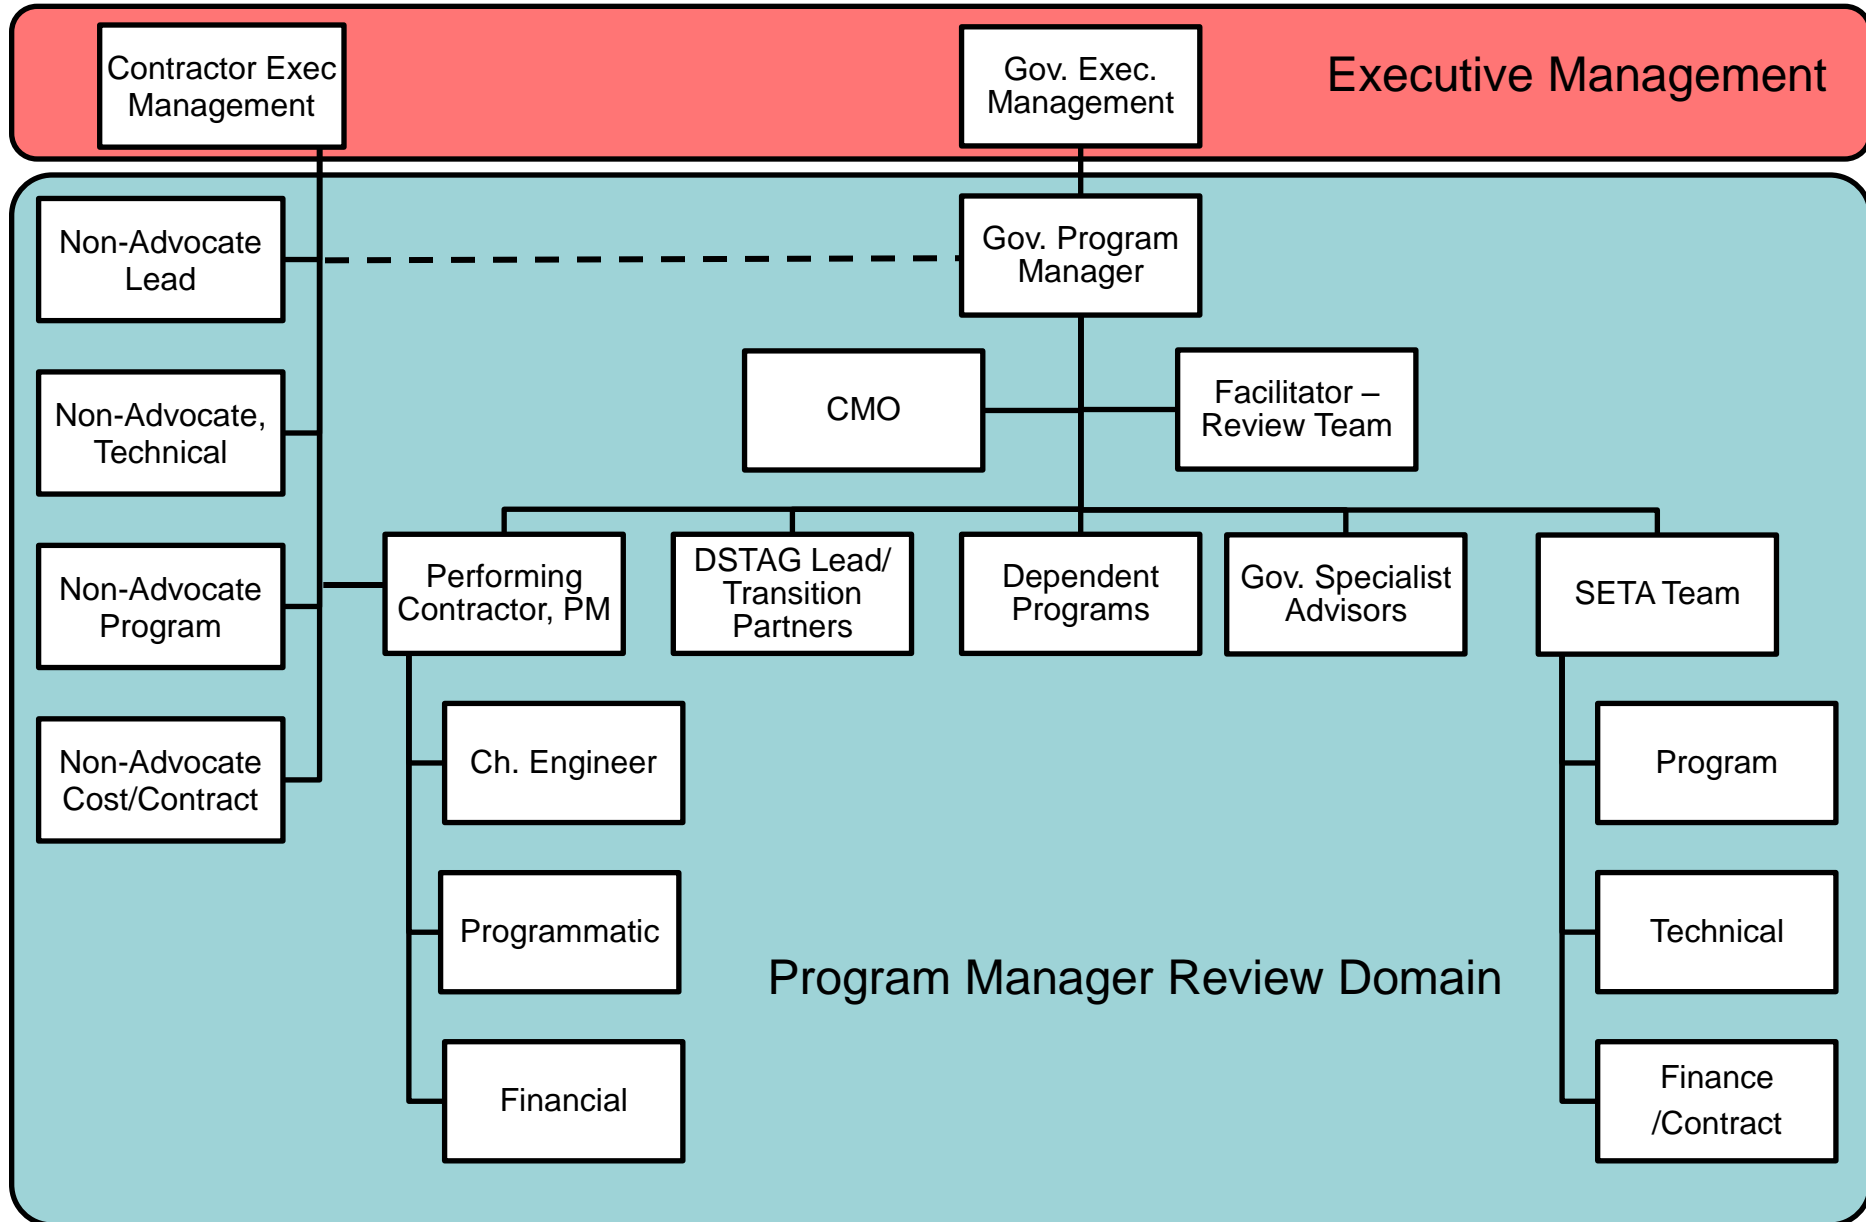 Contractor Exec
Management
Gov. Exec.
Management
Executive Management
Non-Advocate
Lead
Gov. Program
Manager
Non-Advocate,
Technical
CMO
Facilitator –
Review Team
Non-Advocate
Program
Performing
Contractor, PM
DSTAG Lead/
Transition
Partners
Dependent
Programs
Gov. Specialist
Advisors
SETA Team
Non-Advocate
Cost/Contract
Ch. Engineer
Program
Programmatic
Technical
Program Manager Review Domain
Financial
Finance
/Contract